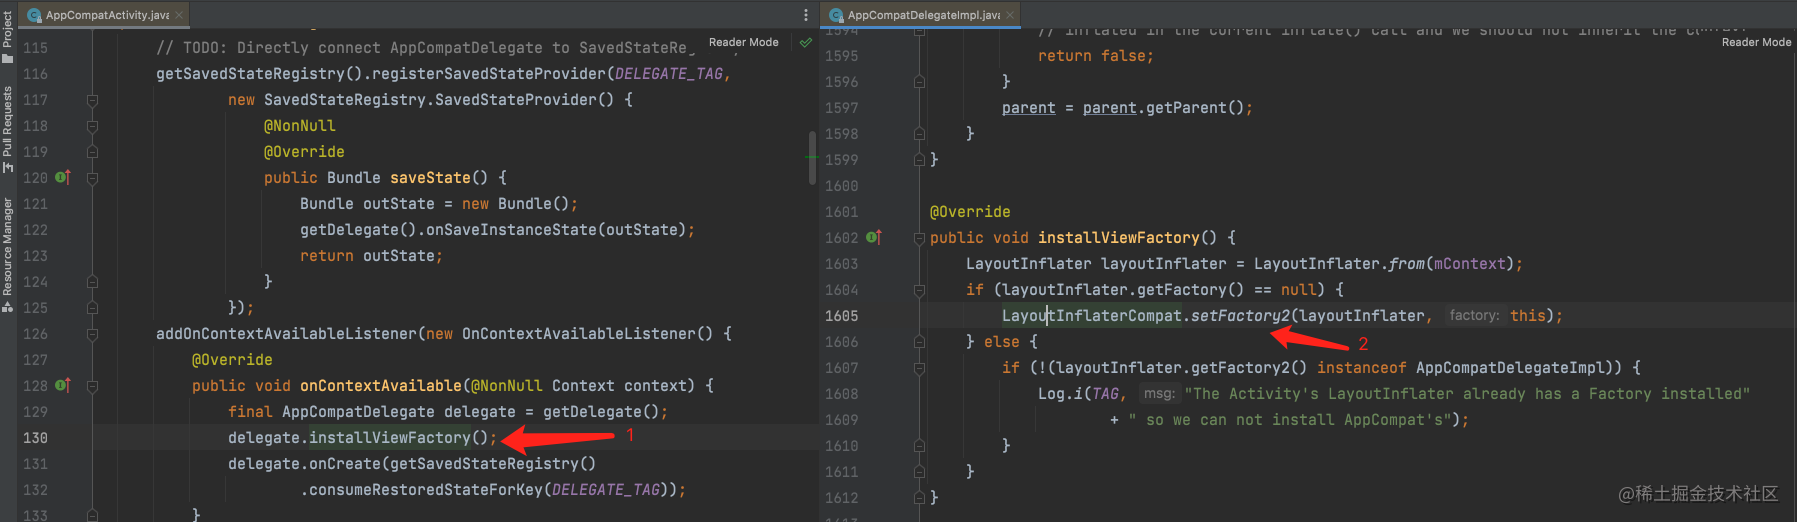 AppCompatActivity.java
AppCompatDelegateImpl.java
Project
Pull Requests
Resource Manager
Reader Mode
115 // TODO: Directly connect AppCompatDelegate to SavedStateReg
116 getSavedStateRegistry().registerSavedStateProvider(DELEGATE_TAG,
117 new SavedStateRegistry.SavedStateProvider() {
118 @NonNull
119 @Override
120 public Bundle saveState() {
121 Bundle outState = new Bundle();
122 getDelegate().onSaveInstanceState(outState);
123 return outState;
124 }
125 });
126 addOnContextAvailableListener(new OnContextAvailableListener() {
127 @Override
128 public void onContextAvailable(@NonNull Context context) {
129 final AppCompatDelegate delegate = getDelegate();
130 delegate.installViewFactory(); 1
131 delegate.onCreate(getSavedStateRegistry()
132 .consumeRestoredStateForKey(DELEGATE_TAG));
133 }
1594 // inflated in the current inflate() call and we should not inherit the
Reader Mode
1595 return false;
1596 }
1597 parent = parent.getParent();
1598 }
1599 }
1600
1601 @Override
1602 public void installViewFactory() {
1603 LayoutInflater layoutInflater = LayoutInflater.from(mContext);
1604 if (layoutInflater.getFactory() == null) {
1605 LayoutInflaterCompat.setFactory2(layoutInflater, factory: this);
1606 } else { 2
1607 if (!(layoutInflater.getFactory2() instanceof AppCompatDelegateImpl)) {
1608 Log.i(TAG, msg: "The Activity's LayoutInflater already has a Factory installed"
1609 + " so we can not install AppCompat's");
1610 }
1611 }
1612 }
@稀土掘金技术社区